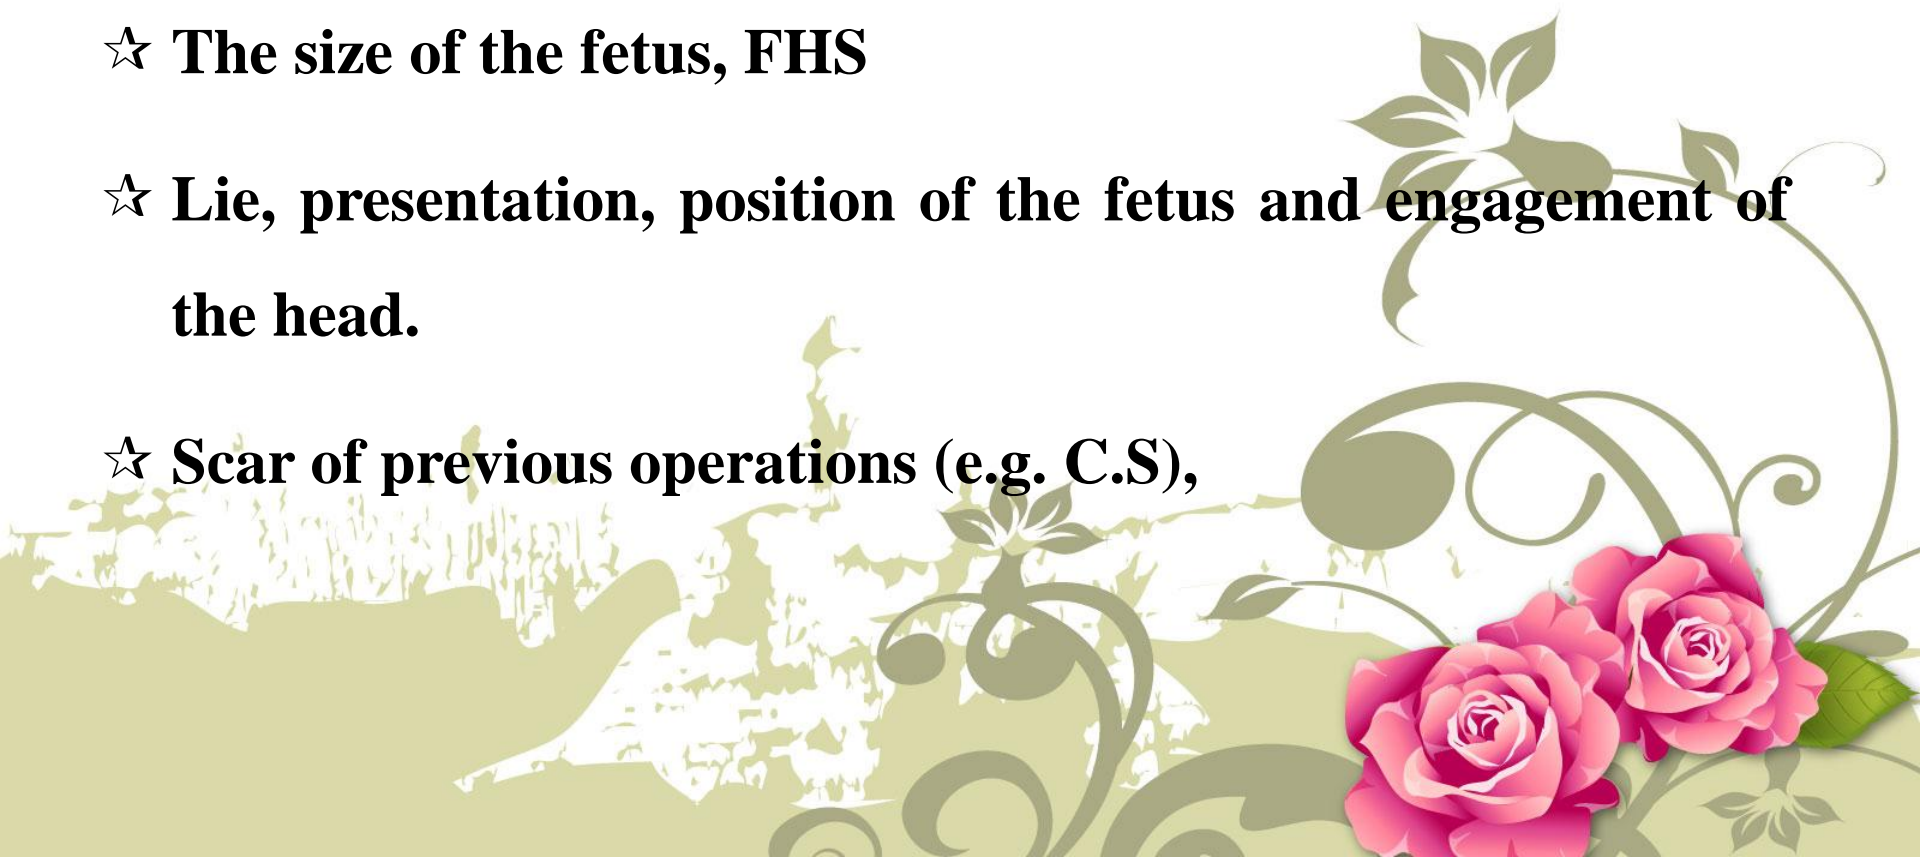 ☆ The size of the fetus, FHS
☆ Lie, presentation, position of the fetus and engagement of
the head.
☆ Scar of previous operations (e.g. C.S),